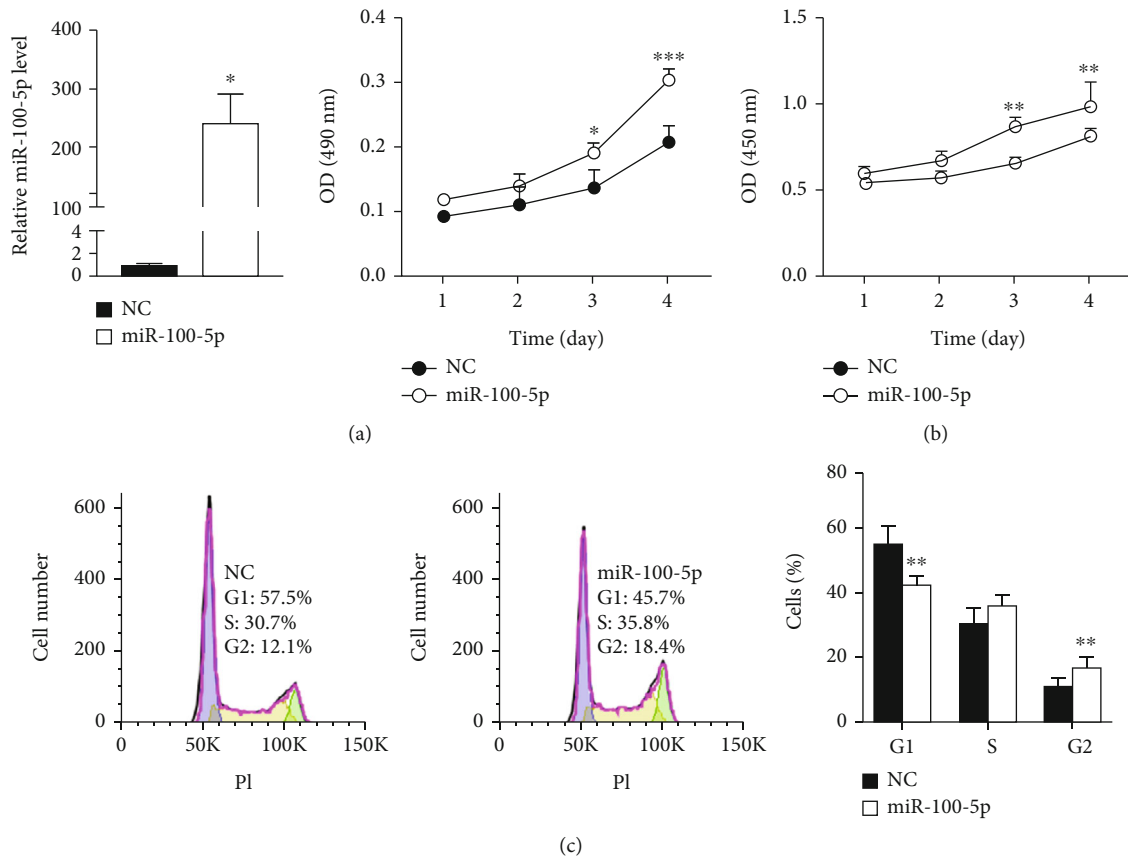 Relative miR-100-5p level
400
300
200
100
4
2
0
*
NC
miR-100-5p
OD (490 nm)
0.4
0.3
0.2
0.1
0.0
*
***
1 2 3 4
Time (day)
NC
miR-100-5p
(a)
OD (450 nm)
1.5
1.0
0.5
0.0
**
**
1 2 3 4
Time (day)
NC
miR-100-5p
(b)
Cell number
600
400
200
0
NC
G1: 57.5%
S: 30.7%
G2: 12.1%
0 50K 100K 150K
PI
Cell number
600
400
200
0
miR-100-5p
G1: 45.7%
S: 35.8%
G2: 18.4%
0 50K 100K 150K
PI
Cells (%)
80
60
40
20
0
**
**
G1 S G2
NC
miR-100-5p
(c)